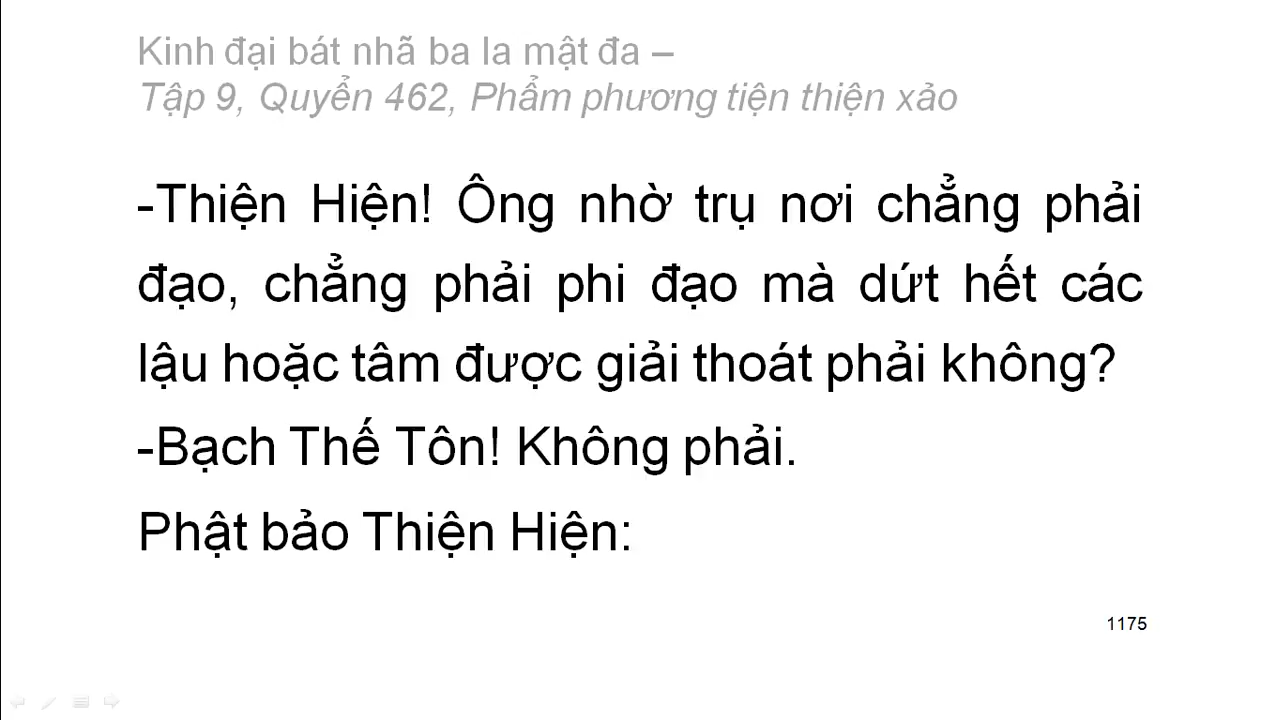 Kinh đại bát nhã ba la mật đa –
Tập 9, Quyển 462, Phẩm phương tiện thiện xảo
-Thiện Hiện! Ông nhờ trụ nơi chẳng phải
đạo, chẳng phải phi đạo mà dứt hết các
lậu hoặc tâm được giải thoát phải không?
-Bạch Thế Tôn! Không phải.
Phật bảo Thiện Hiện:
1175